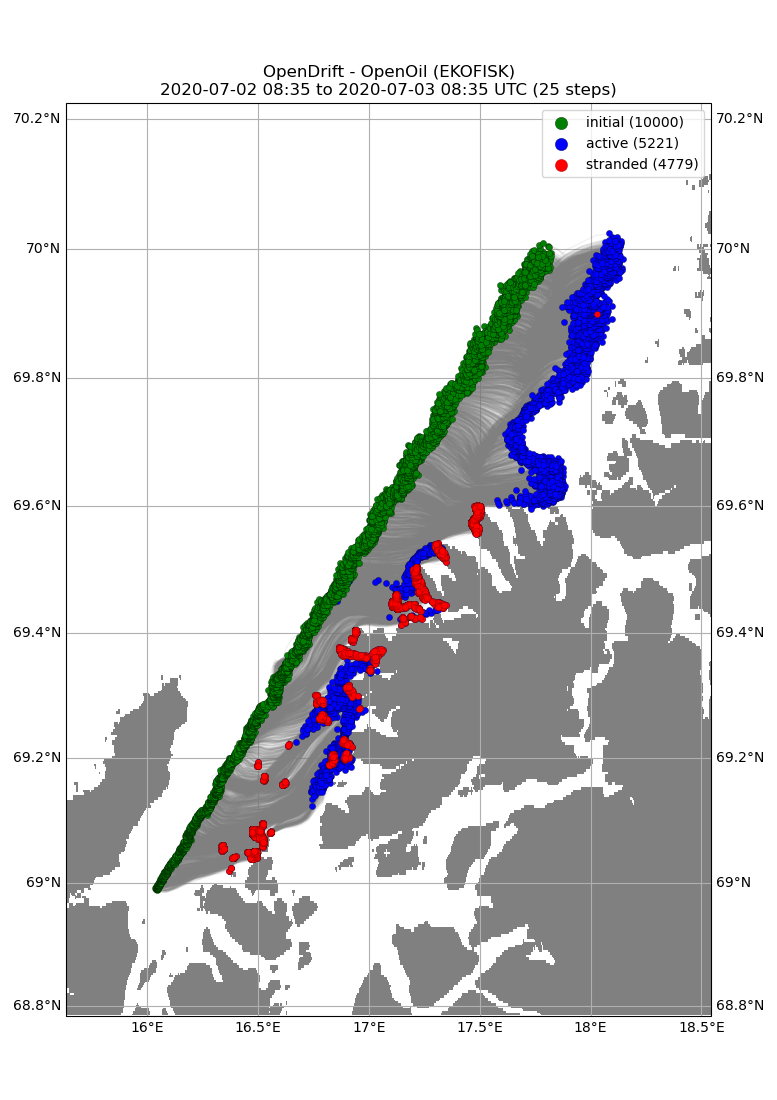 OpenDrift - OpenOil (EKOFISK)
2020-07-02 08:35 to 2020-07-03 08:35 UTC (25 steps)
initial (10000)
active (5221)
stranded (4779)
70.2°N 70.2°N
70°N 70°N
69.8°N 69.8°N
69.6°N 69.6°N
69.4°N 69.4°N
69.2°N 69.2°N
69°N 69°N
68.8°N 68.8°N
16°E 16.5°E 17°E 17.5°E 18°E 18.5°E